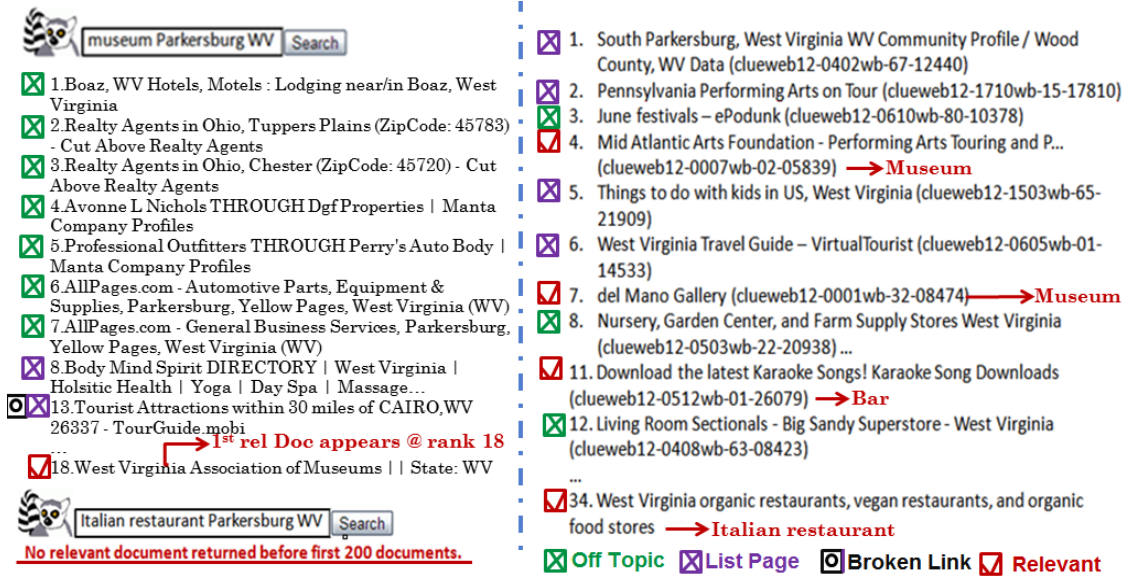 museum Parkersburg WV Search
1.Boaz, WV Hotels, Motels : Lodging near/in Boaz, West
Virginia
2.Realty Agents in Ohio, Tuppers Plains (ZipCode: 45783)
- Cut Above Realty Agents
3.Realty Agents in Ohio, Chester (ZipCode: 45720) - Cut
Above Realty Agents
4.Avonne L Nichols THROUGH Dgf Properties | Manta
Company Profiles
5.Professional Outfitters THROUGH Perry's Auto Body |
Manta Company Profiles
6.AllPages.com - Automotive Parts, Equipment &
Supplies, Parkersburg, Yellow Pages, West Virginia (WV)
7.AllPages.com - General Business Services, Parkersburg,
Yellow Pages, West Virginia (WV)
8.Body Mind Spirit DIRECTORY | West Virginia |
Holsitic Health | Yoga | Day Spa | Massage...
13.Tourist Attractions within 30 miles of CAIRO,WV
26337 - TourGuide.mobi
1st rel Doc appears @ rank 18
...
18.West Virginia Association of Museums | | State: WV
Italian restaurant Parkersburg WV Search
No relevant document returned before first 200 documents.
1. South Parkersburg, West Virginia WV Community Profile / Wood
County, WV Data (clueweb12-0402wb-67-12440)
2. Pennsylvania Performing Arts on Tour (clueweb12-1710wb-15-17810)
3. June festivals – ePodunk (clueweb12-0610wb-80-10378)
4. Mid Atlantic Arts Foundation - Performing Arts Touring and P...
(clueweb12-0007wb-02-05839) Museum
5. Things to do with kids in US, West Virginia (clueweb12-1503wb-65-
21909)
6. West Virginia Travel Guide – VirtualTourist (clueweb12-0605wb-01-
14533)
7. del Mano Gallery (clueweb12-0001wb-32-08474) Museum
8. Nursery, Garden Center, and Farm Supply Stores West Virginia
(clueweb12-0503wb-22-20938) ...
11. Download the latest Karaoke Songs! Karaoke Song Downloads
(clueweb12-0512wb-01-26079) Bar
12. Living Room Sectionals - Big Sandy Superstore - West Virginia
(clueweb12-0408wb-63-08423)
...
34. West Virginia organic restaurants, vegan restaurants, and organic
food stores Italian restaurant
Off Topic List Page Broken Link Relevant